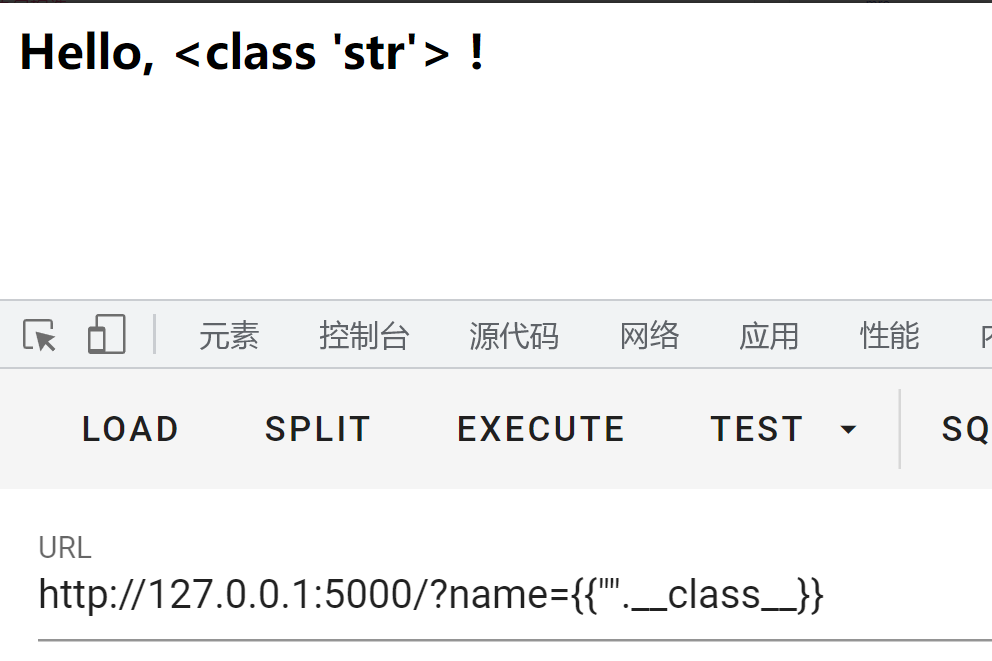 Hello, <class 'str'> !
元素 控制台 源代码 网络 应用 性能
LOAD SPLIT EXECUTE TEST SQ
URL
http://127.0.0.1:5000/?name={{"".__class__}}